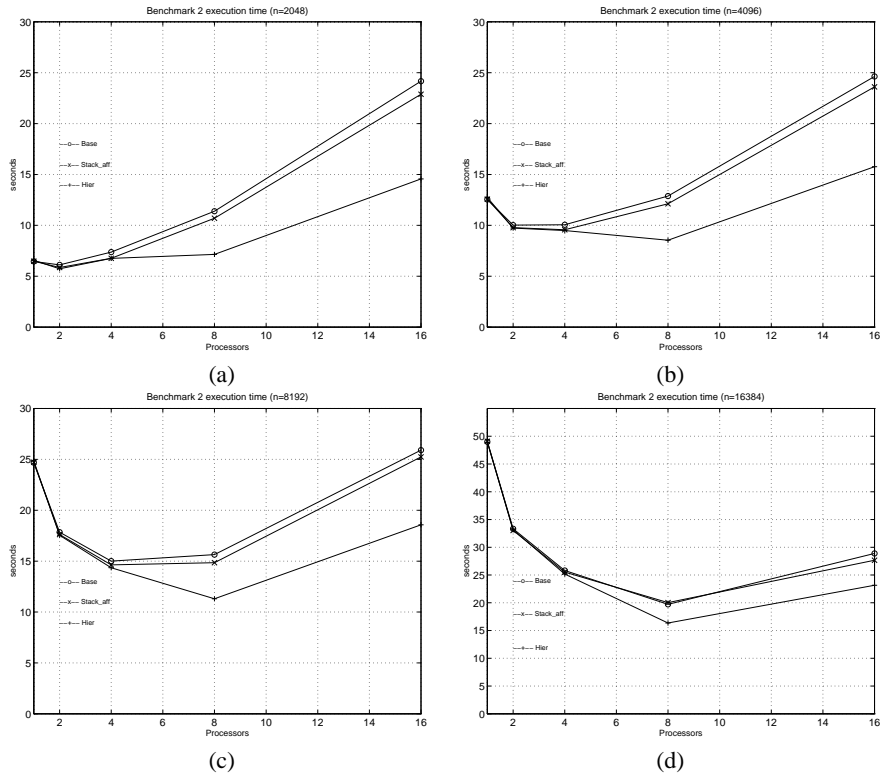 Benchmark 2 execution time (n=2048)
30
25
20
15
10
5
0
seconds
Base
Stack_aff
Hier
2 4 6 8 10 12 14 16
Processors
(a)
Benchmark 2 execution time (n=4096)
30
25
20
15
10
5
0
seconds
Base
Stack_aff
Hier
2 4 6 8 10 12 14 16
Processors
(b)
Benchmark 2 execution time (n=8192)
30
25
20
15
10
5
0
seconds
Base
Stack_aff
Hier
2 4 6 8 10 12 14 16
Processors
(c)
Benchmark 2 execution time (n=16384)
50
45
40
35
30
25
20
15
10
5
0
seconds
Base
Stack_aff
Hier
2 4 6 8 10 12 14 16
Processors
(d)